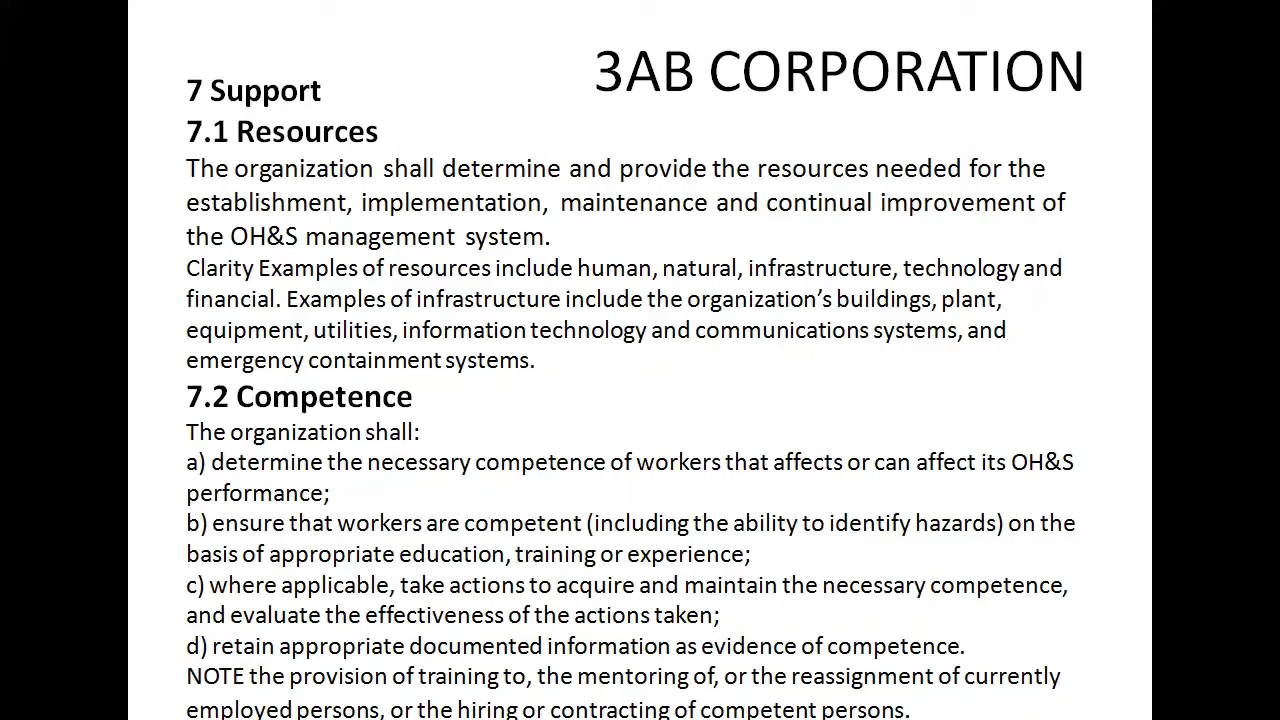 3AB CORPORATION
7 Support
7.1 Resources
The organization shall determine and provide the resources needed for the
establishment, implementation, maintenance and continual improvement of
the OH&S management system.
Clarity Examples of resources include human, natural, infrastructure, technology and
financial. Examples of infrastructure include the organization’s buildings, plant,
equipment, utilities, information technology and communications systems, and
emergency containment systems.
7.2 Competence
The organization shall:
a) determine the necessary competence of workers that affects or can affect its OH&S
performance;
b) ensure that workers are competent (including the ability to identify hazards) on the
basis of appropriate education, training or experience;
c) where applicable, take actions to acquire and maintain the necessary competence,
and evaluate the effectiveness of the actions taken;
d) retain appropriate documented information as evidence of competence.
NOTE the provision of training to, the mentoring of, or the reassignment of currently
employed persons, or the hiring or contracting of competent persons.